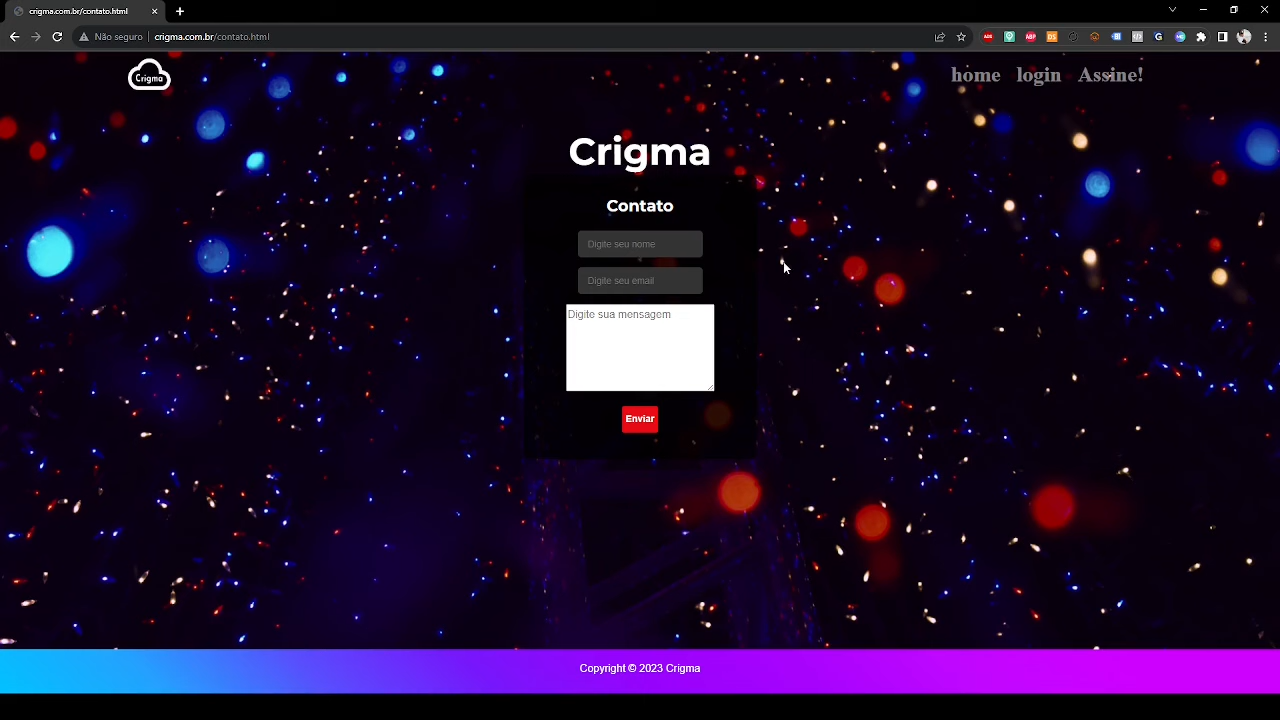 crigma.com.br/contato.html
Não seguro
crigma.com.br/contato.html
Crigma
home login Assine!
Crigma
Contato
Digite seu nome
Digite seu email
Digite sua mensagem
Enviar
Copyright © 2023 Crigma